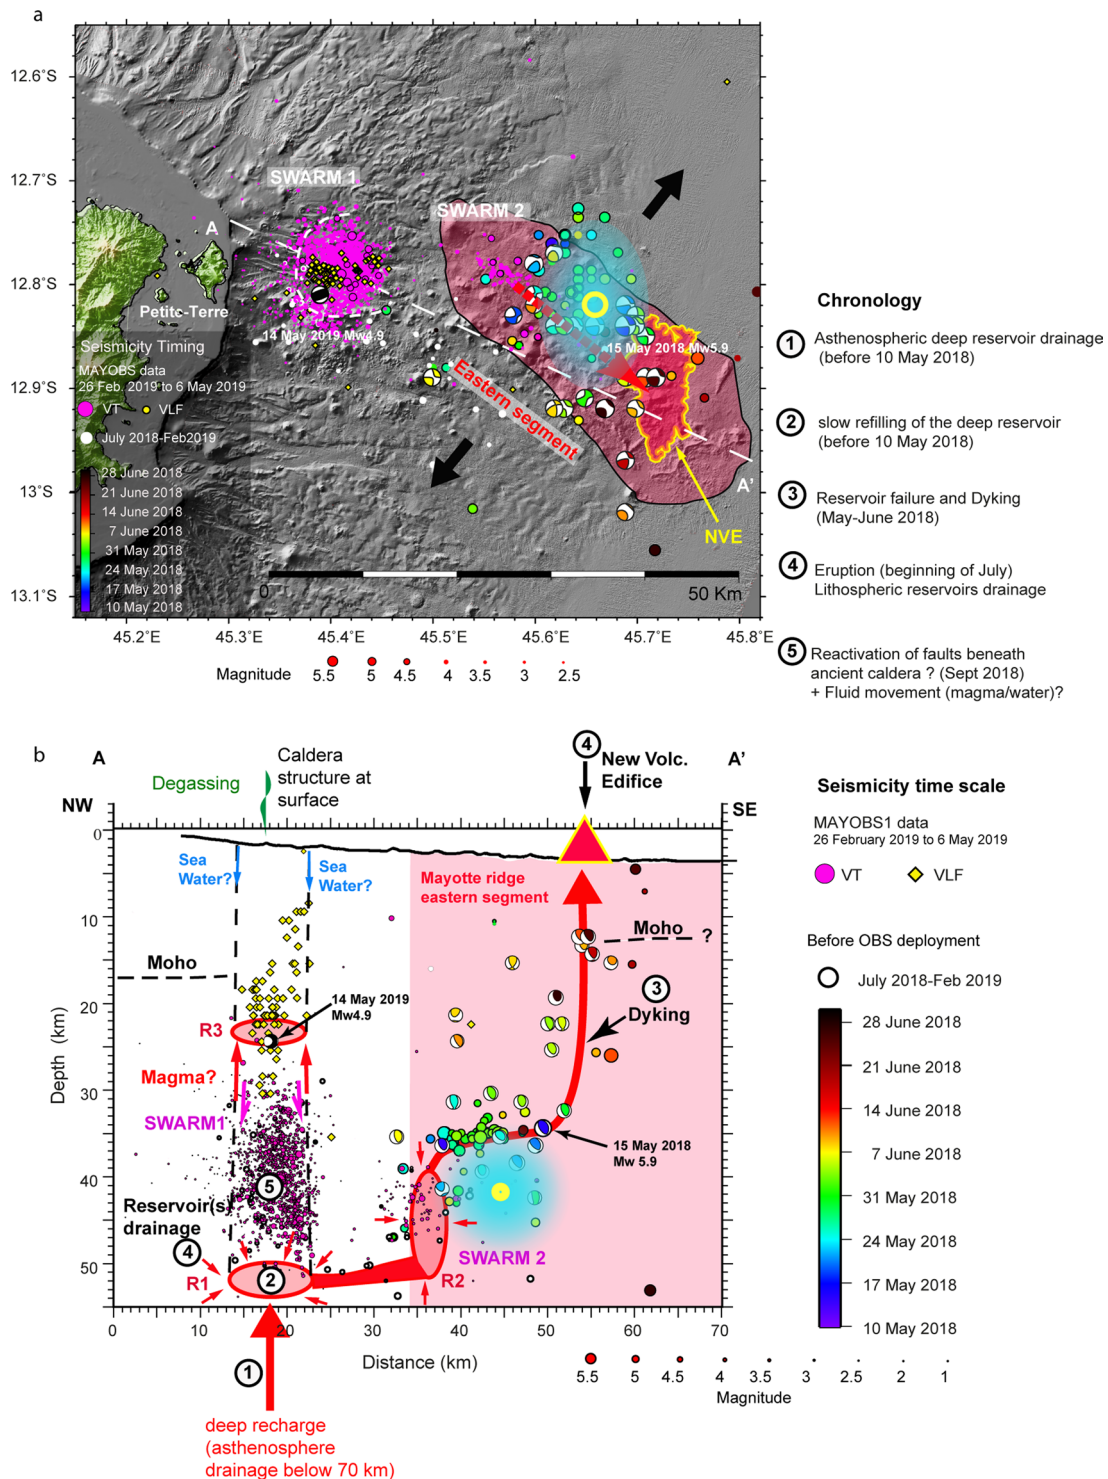 a
12.6°S
12.7°S
12.8°S
12.9°S
13°S
13.1°S
SWARM 1
SWARM 2
A
Petite-Terre
14 May 2019 Mw4.9
15 May 2018 Mw5.9
Eastern segment
A'
NVE
Seismicity Timing
MAYOBS data
26 Feb. 2019 to 6 May 2019
VT VLF
July 2018-Feb2019
28 June 2018
21 June 2018
14 June 2018
7 June 2018
31 May 2018
24 May 2018
17 May 2018
10 May 2018
0 50 Km
45.2°E 45.3°E 45.4°E 45.5°E 45.6°E 45.7°E 45.8°E
Magnitude
5.5 5 4.5 4 3.5 3 2.5
Chronology
1 Asthenospheric deep reservoir drainage
(before 10 May 2018)
2 slow refilling of the deep reservoir
(before 10 May 2018)
3 Reservoir failure and Dyking
(May-June 2018)
4 Eruption (beginning of July)
Lithospheric reservoirs drainage
5 Reactivation of faults beneath
ancient caldera ? (Sept 2018)
+ Fluid movement (magma/water)?
b
A
NW
Degassing
Caldera
structure at
surface
4 New Volc.
Edifice
A'
SE
0
10
20
30
40
50
Depth (km)
Sea
Water?
Sea
Water?
Mayotte ridge
eastern segment
Moho
Moho ?
R3
14 May 2019
Mw4.9
3
Dyking
Magma?
SWARM1
15 May 2018
Mw 5.9
5
Reservoir(s)
drainage
4
R1
2
R2
SWARM 2
0 10 20 30 40 50 60 70
Distance (km)
1
deep recharge
(asthenosphere
drainage below 70 km)
Seismicity time scale
MAYOBS1 data
26 February 2019 to 6 May 2019
VT VLF
Before OBS deployment
July 2018-Feb 2019
28 June 2018
21 June 2018
14 June 2018
7 June 2018
31 May 2018
24 May 2018
17 May 2018
10 May 2018
5.5 5 4.5 4 3.5 3 2.5 2 1
Magnitude